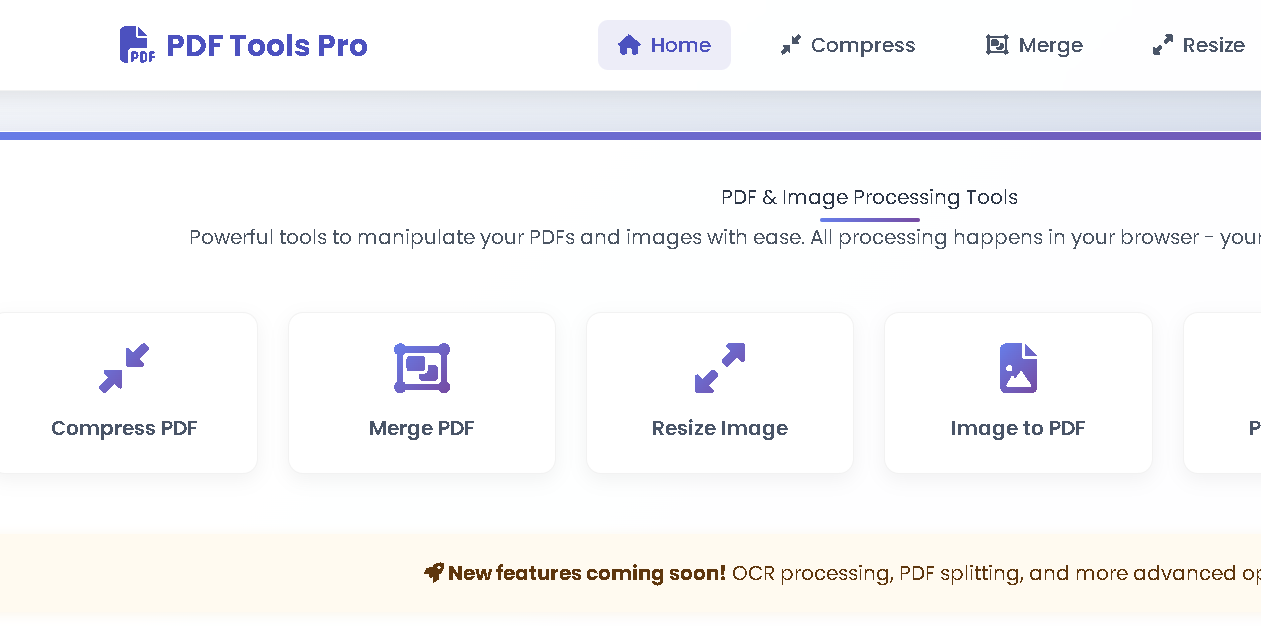 PDF Tools Pro
Home Compress Merge Resize
PDF & Image Processing Tools
Powerful tools to manipulate your PDFs and images with ease. All processing happens in your browser - your
Compress PDF Merge PDF Resize Image Image to PDF P
New features coming soon! OCR processing, PDF splitting, and more advanced op